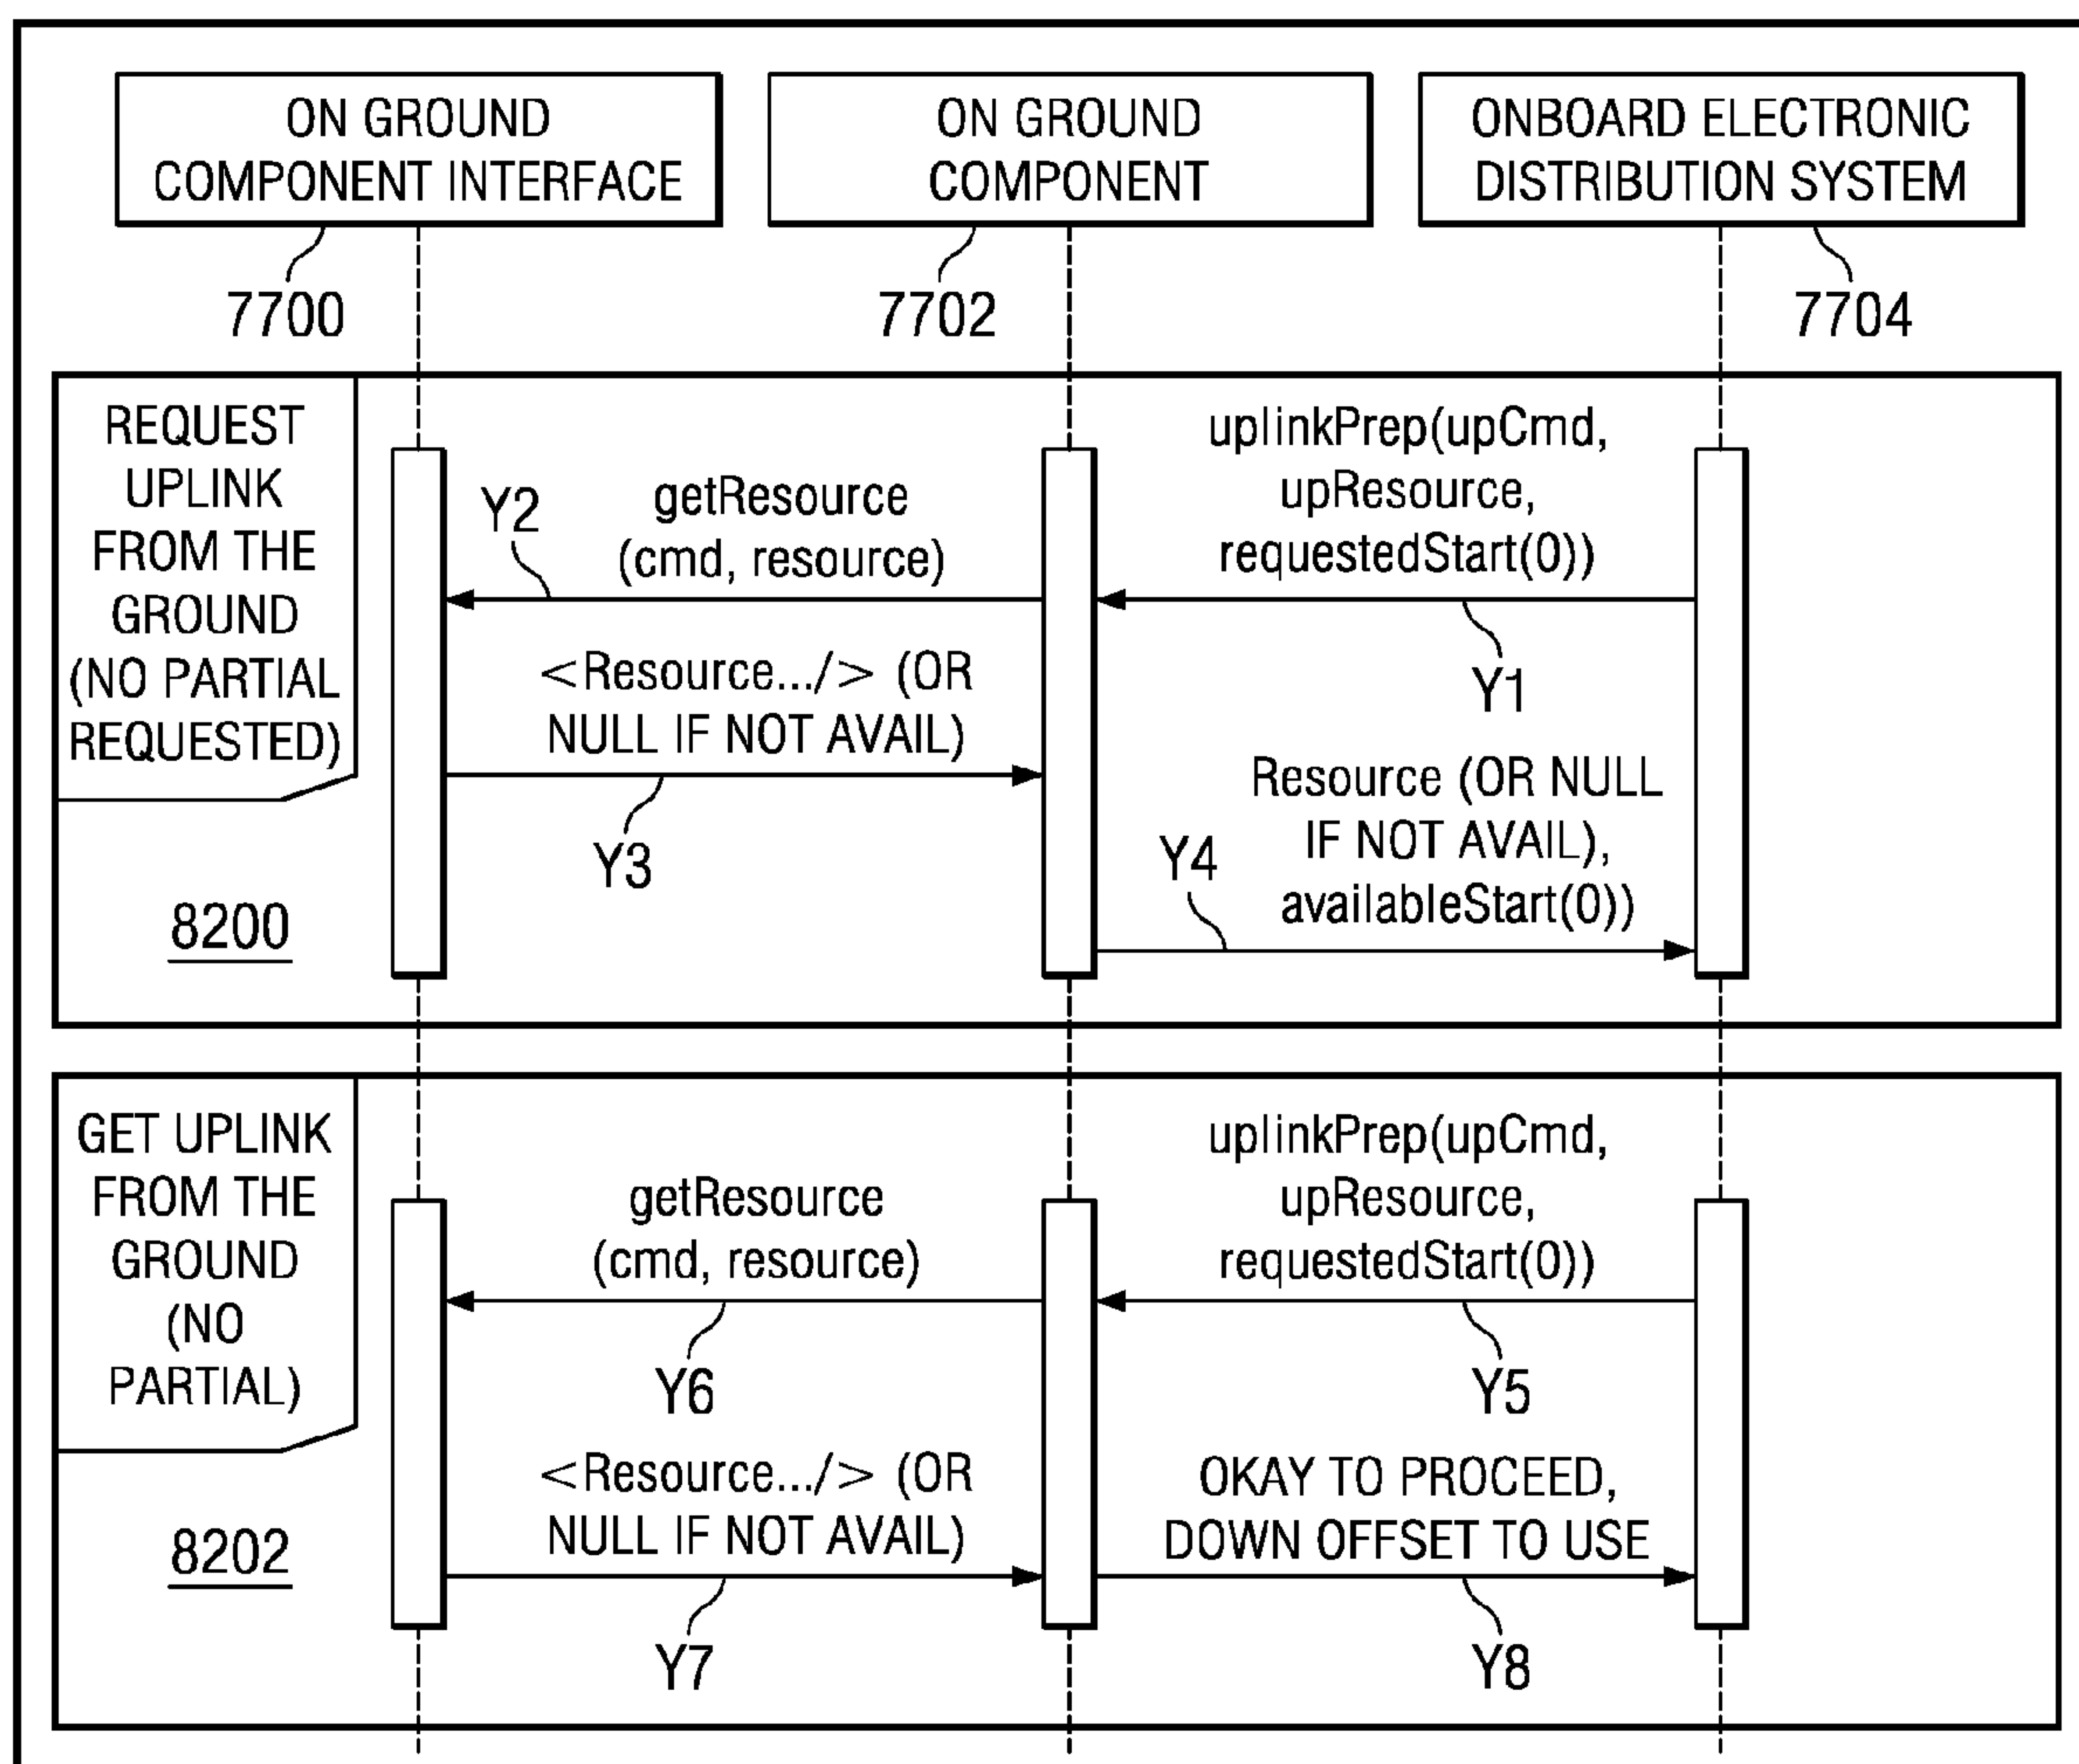 ON GROUND
COMPONENT INTERFACE
7700
ON GROUND
COMPONENT
7702
ONBOARD ELECTRONIC
DISTRIBUTION SYSTEM
7704
REQUEST
UPLINK
FROM THE
GROUND
(NO PARTIAL
REQUESTED)
8200
uplinkPrep(upCmd,
upResource,
requestedStart(0))
Y1
Y2
getResource
(cmd, resource)
<Resource.../> (OR
NULL IF NOT AVAIL)
Y3
Resource (OR NULL
IF NOT AVAIL),
availableStart(0))
Y4
GET UPLINK
FROM THE
GROUND
(NO
PARTIAL)
8202
uplinkPrep(upCmd,
upResource,
requestedStart(0))
Y5
getResource
(cmd, resource)
Y6
<Resource.../> (OR
NULL IF NOT AVAIL)
Y7
OKAY TO PROCEED,
DOWN OFFSET TO USE
Y8